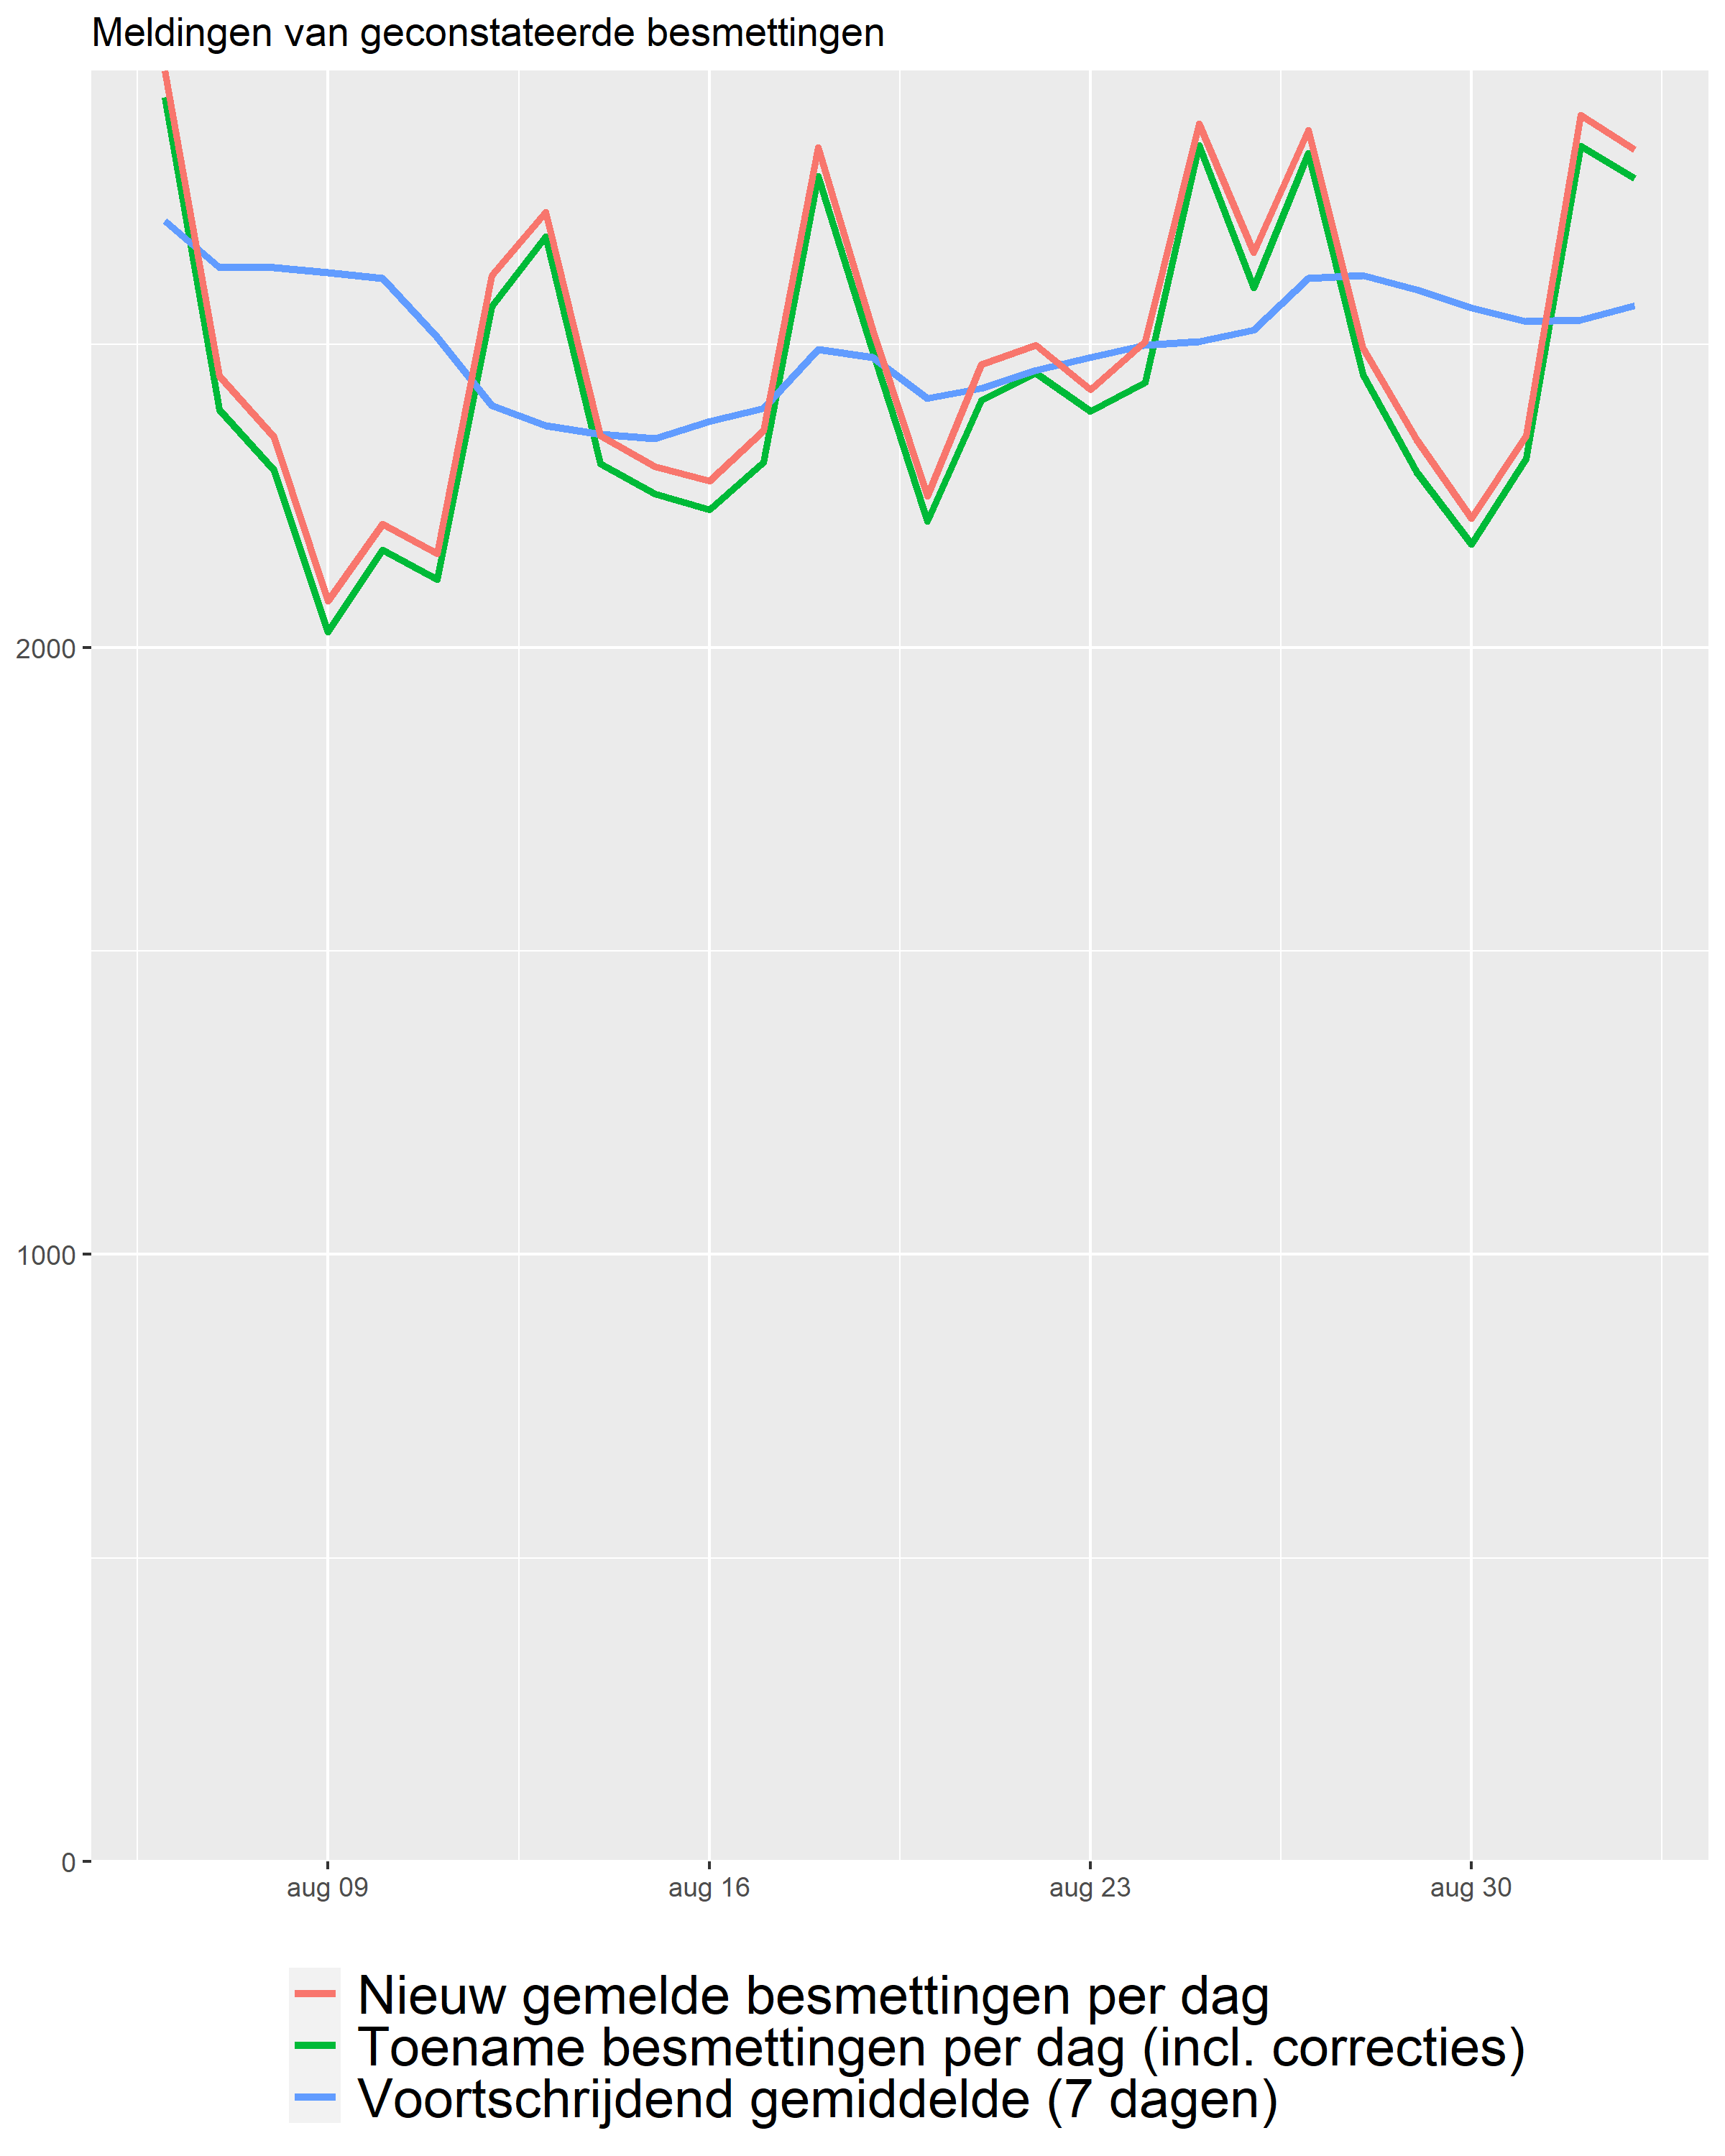 Meldingen van geconstateerde besmettingen
2000
1000
0
aug 09 aug 16 aug 23 aug 30
Nieuw gemelde besmettingen per dag
Toename besmettingen per dag (incl. correcties)
Voortschrijdend gemiddelde (7 dagen)